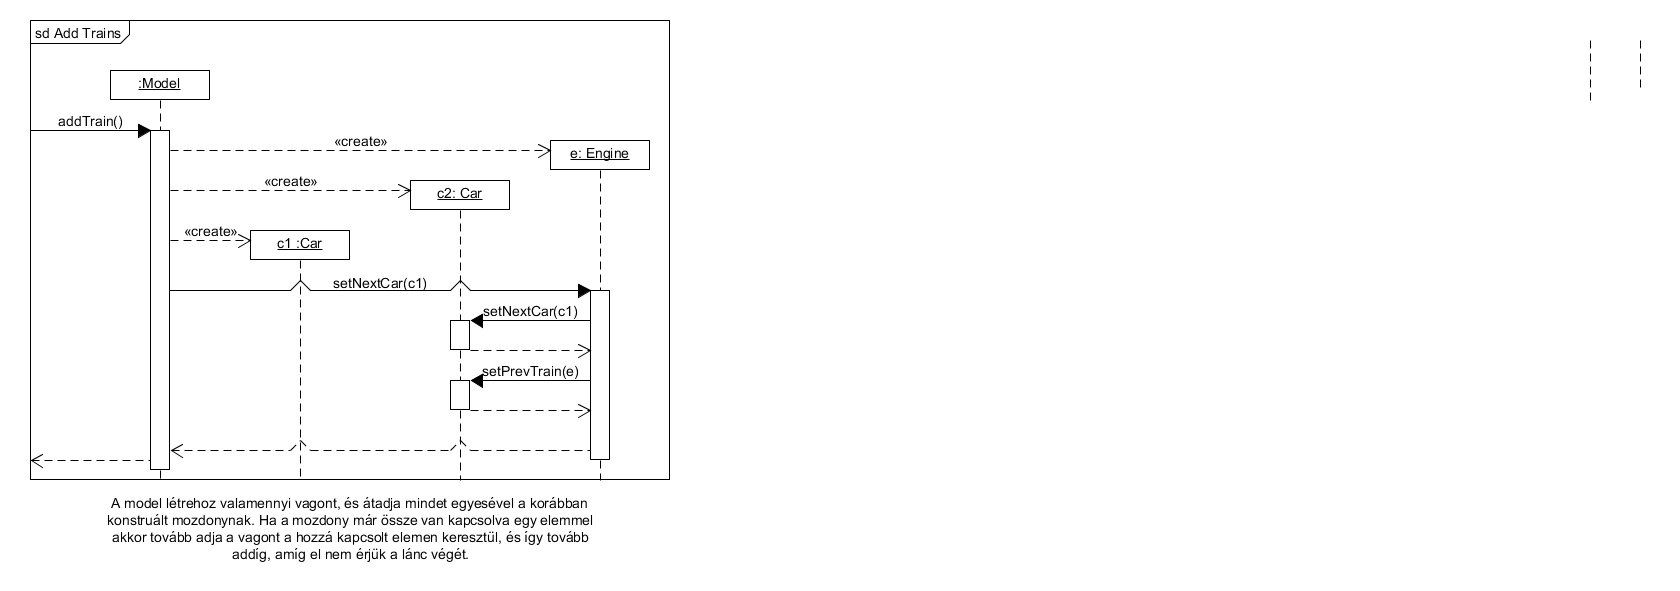 sd Add Trains
:Model
addTrain()
«create»
e: Engine
«create»
c2: Car
«create»
c1 :Car
setNextCar(c1)
setNextCar(c1)
setPrevTrain(e)
A model létrehoz valamennyi vagont, és átadja mindet egyesével a korábban
konstruált mozdonynak. Ha a mozdony már össze van kapcsolva egy elemmel
akkor tovább adja a vagont a hozzá kapcsolt elemen keresztül, és így tovább
addíg, amíg el nem érjük a lánc végét.